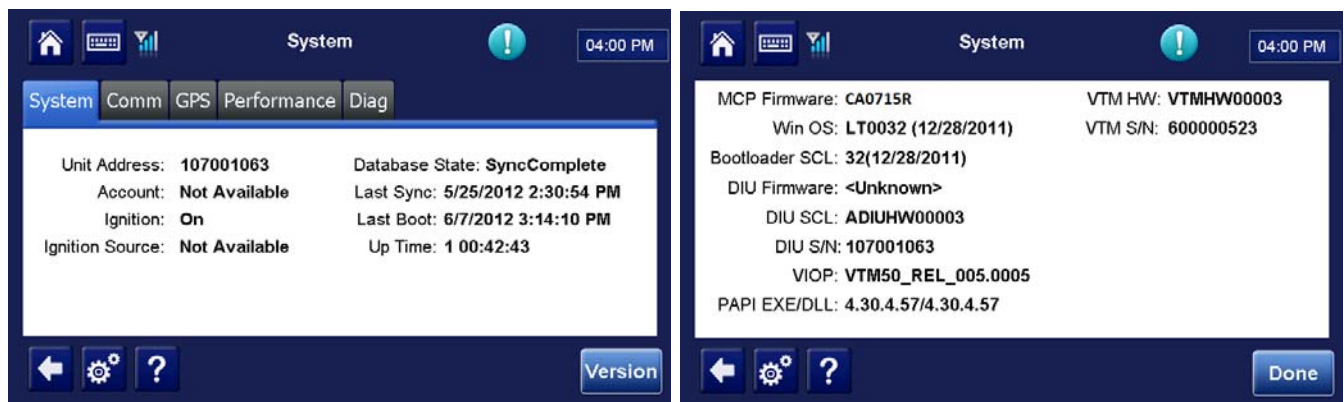 System
04:00 PM
System Comm GPS Performance Diag
Unit Address: 107001063
Account: Not Available
Ignition: On
Ignition Source: Not Available
Database State: SyncComplete
Last Sync: 5/25/2012 2:30:54 PM
Last Boot: 6/7/2012 3:14:10 PM
Up Time: 1 00:42:43
?
Version
System
04:00 PM
MCP Firmware: CA0715R
Win OS: LT0032 (12/28/2011)
Bootloader SCL: 32(12/28/2011)
DIU Firmware: <Unknown>
DIU SCL: ADIUHW00003
DIU S/N: 107001063
VIOP: VTM50_REL_005.0005
PAPI EXE/DLL: 4.30.4.57/4.30.4.57
VTM HW: VTMHW00003
VTM S/N: 600000523
?
Done